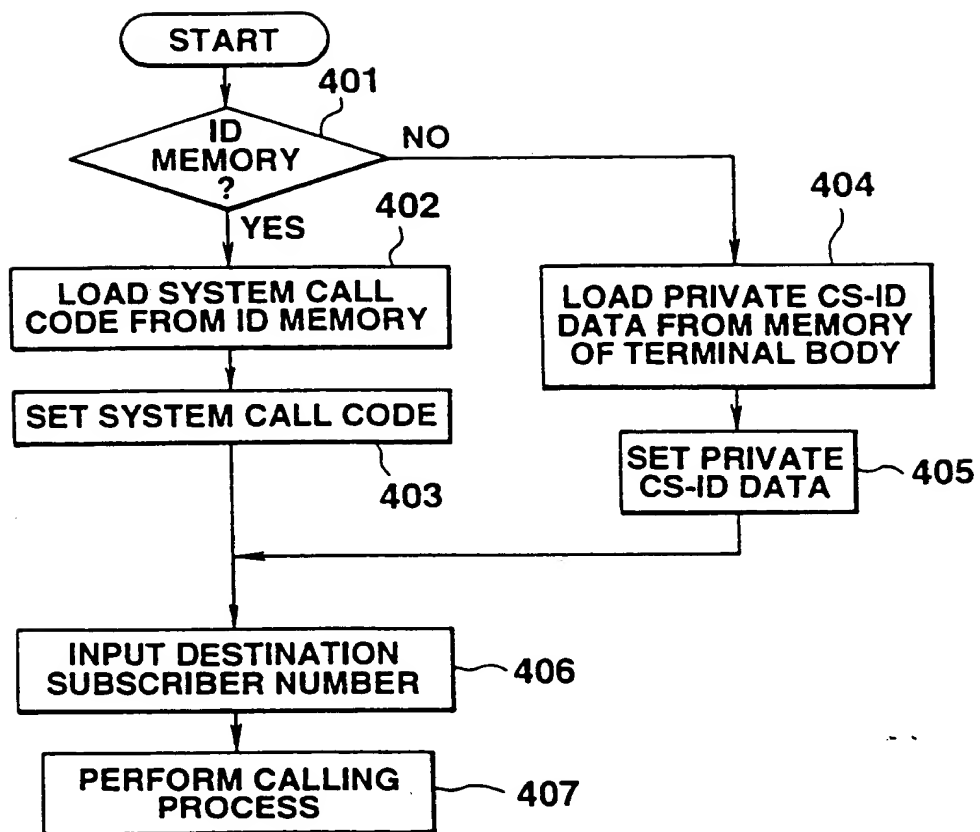 START
401
ID
MEMORY
?
NO
YES
402
LOAD SYSTEM CALL
CODE FROM ID MEMORY
404
LOAD PRIVATE CS-ID
DATA FROM MEMORY
OF TERMINAL BODY
SET SYSTEM CALL CODE
403
SET PRIVATE
CS-ID DATA
405
INPUT DESTINATION
SUBSCRIBER NUMBER
406
PERFORM CALLING
PROCESS
407